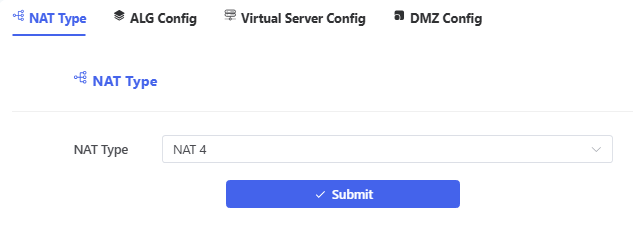 NAT Type ALG Config Virtual Server Config DMZ Config
NAT Type
NAT Type NAT 4
Submit